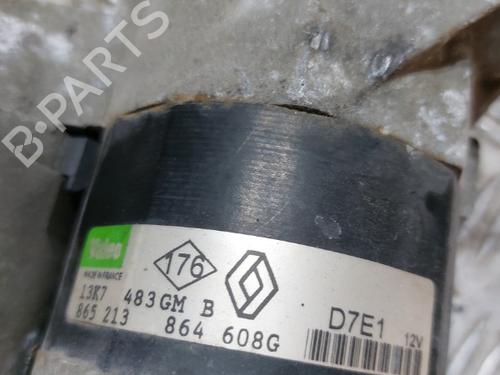 B-PARTS
Valeo
MADE IN FRANCE
176
13K7 483GM B
865 213 864 608G
D7E1
12V